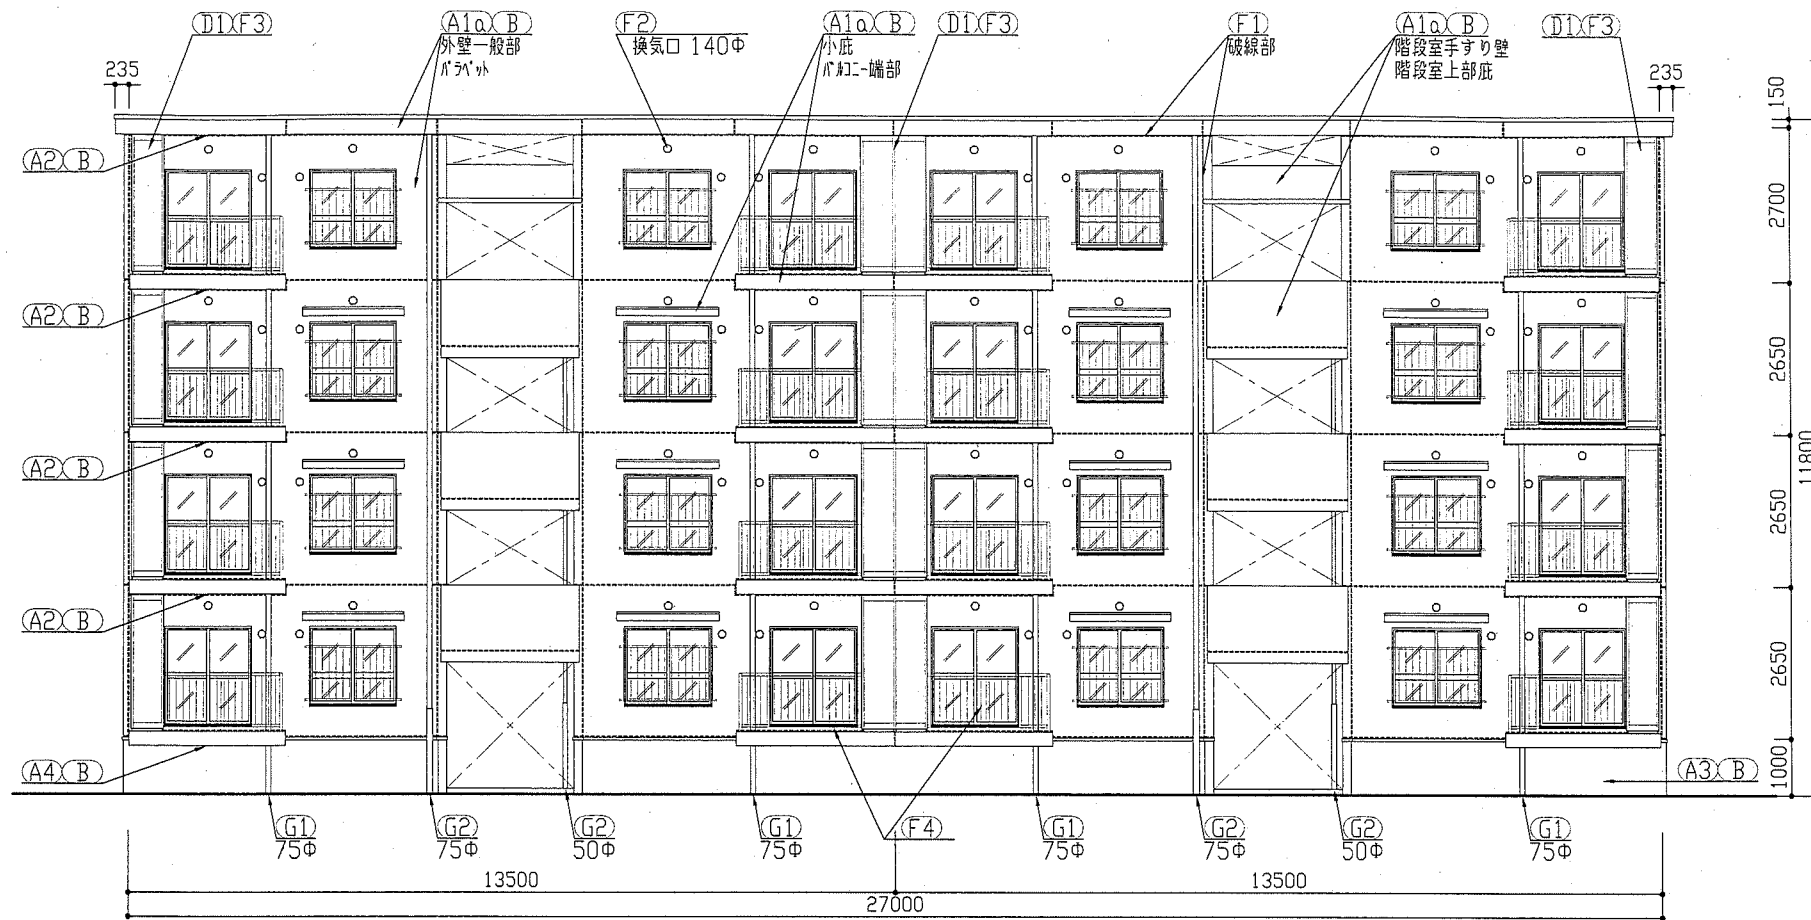 D1 F3
A1a B
外壁一般部
パラペット
F2
換気口 140Φ
A1a B
小庇
バルコニー端部
D1 F3
F1
破線部
A1a B
階段室手すり壁
階段室上部庇
D1 F3
235
235
150
A2 B
2700
A2 B
2650
A2 B
11800
2650
A2 B
2650
A4 B
A3 B
1000
G1
75Φ
G2
75Φ
G2
50Φ
G1
75Φ
F4
G1
75Φ
G2
75Φ
G2
50Φ
G1
75Φ
13500
13500
27000